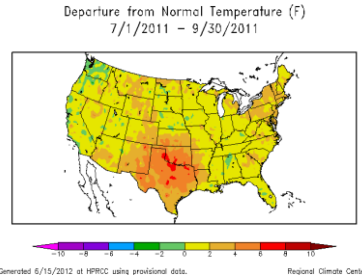 Departure from Normal Temperature (F)
7/1/2011 – 9/30/2011
-10 -8 -6 -4 -2 0 2 4 6 8 10
Generated 6/15/2012 at HPRCC using provisional data. Regional Climate